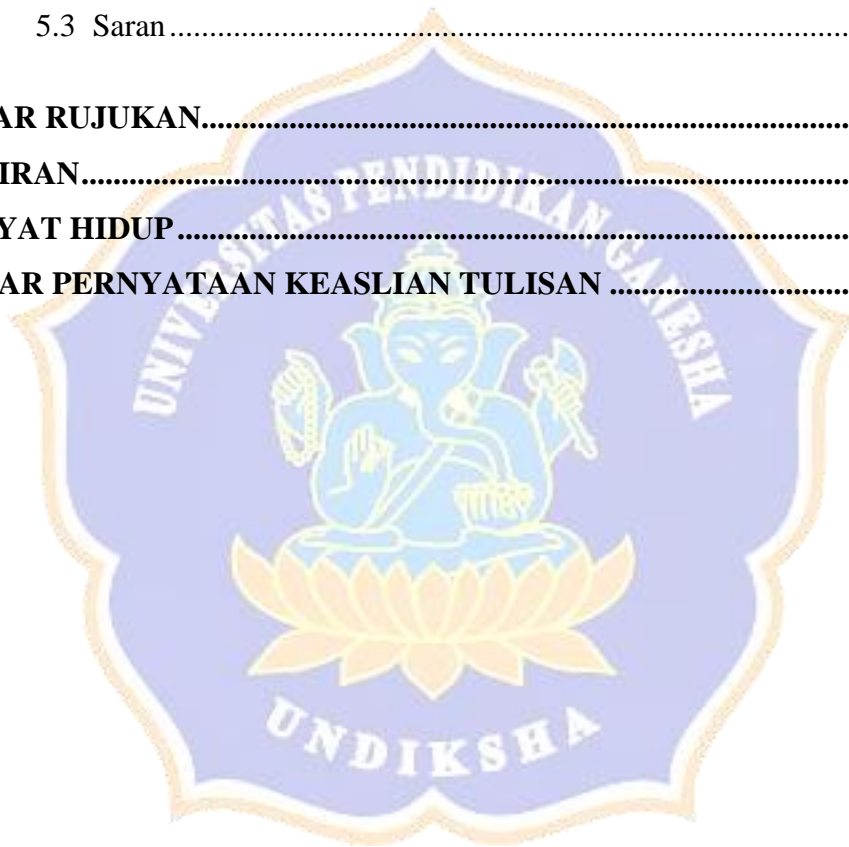 5.3 Saran ................................................................................
AR RUJUKAN................................................................................
IRAN................................................................................
YAT HIDUP................................................................................
AR PERNYATAAN KEASLIAN TULISAN ..............................
UNIVERSITAS PENDIDIKAN GANESHA
UNDIKSHA